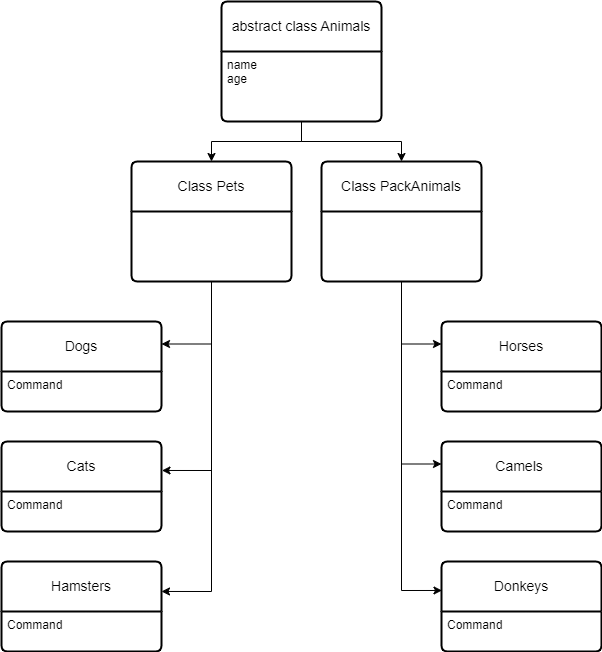 abstract class Animals
name
age
Class Pets
Class PackAnimals
Dogs
Command
Horses
Command
Cats
Command
Camels
Command
Hamsters
Command
Donkeys
Command